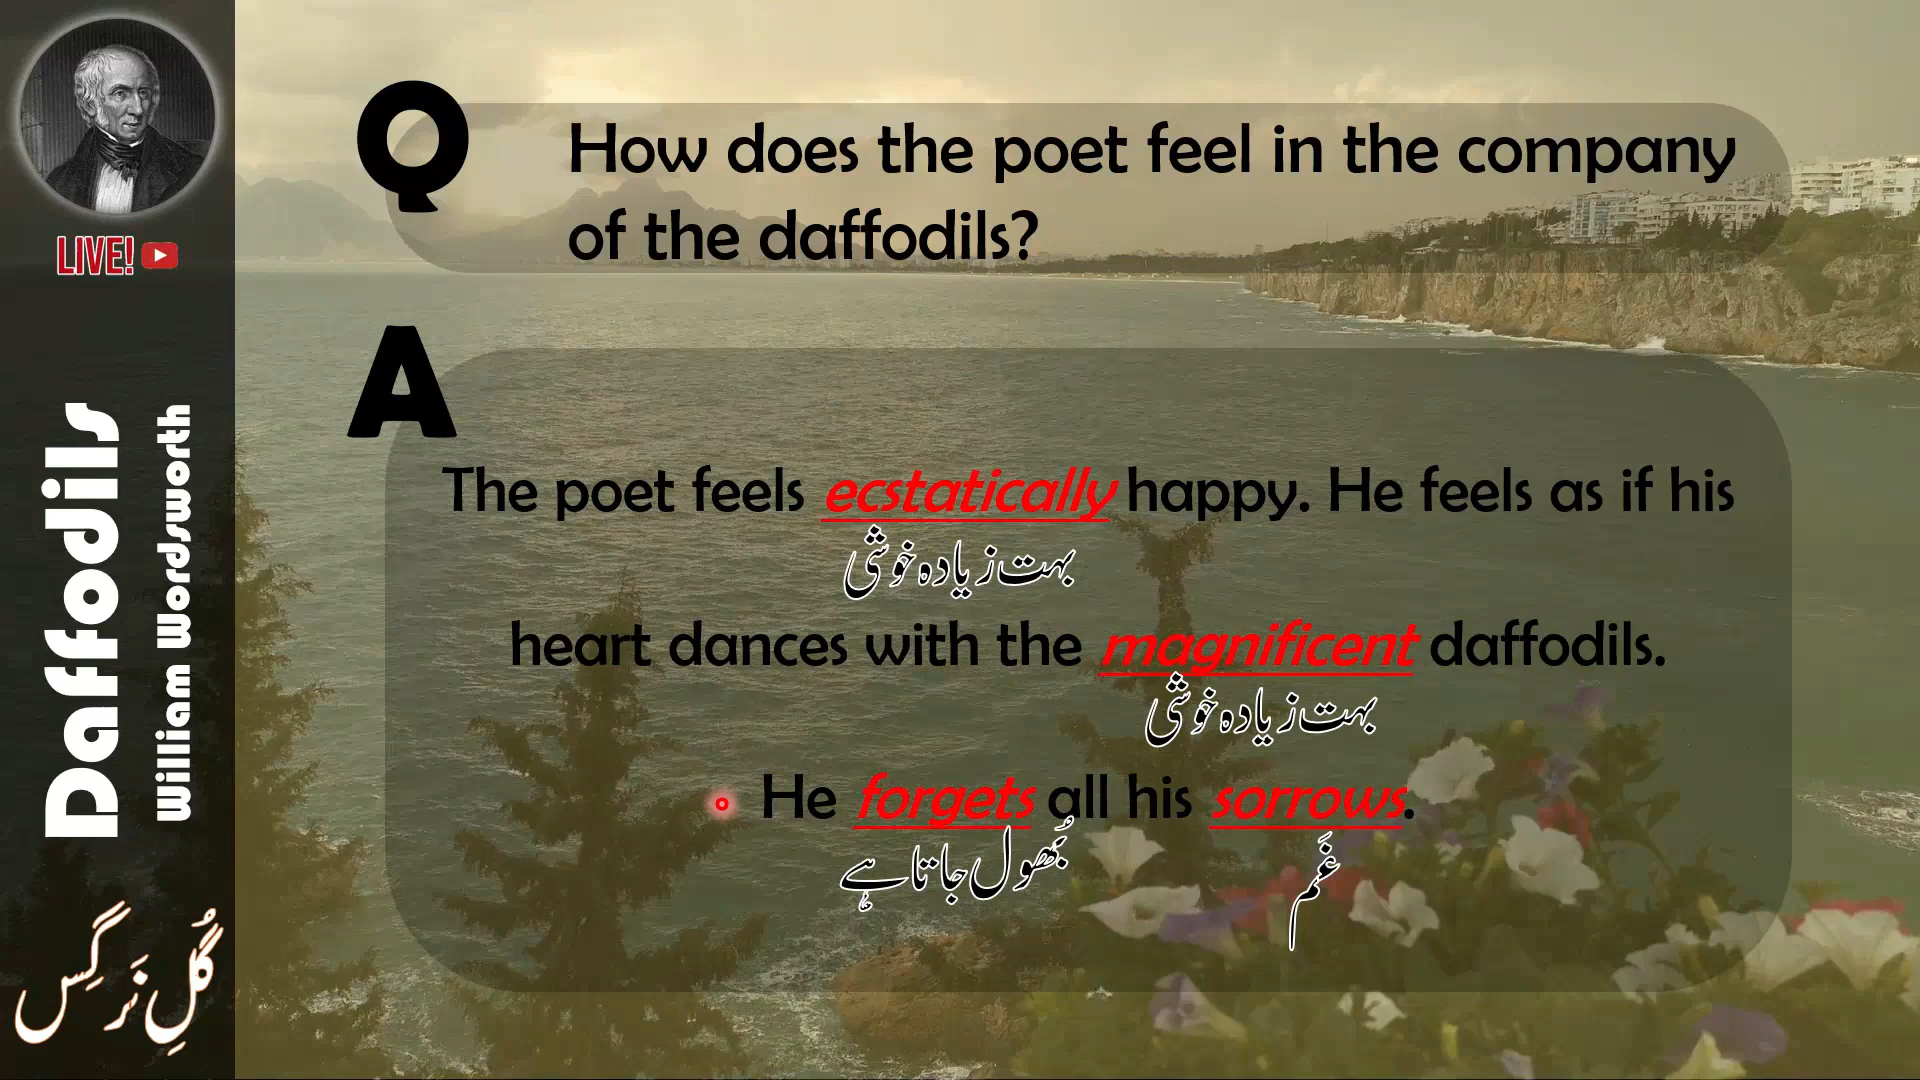 LIVE!
Daffodils
William Wordsworth
گُلِ نَرگِس
Q
How does the poet feel in the company
of the daffodils?
A
The poet feels ecstatically happy. He feels as if his
بہت زیادہ خوشی
heart dances with the magnificent daffodils.
بہت زیادہ خوشی
He forgets all his sorrows.
بُھول جاتا ہے
غَم